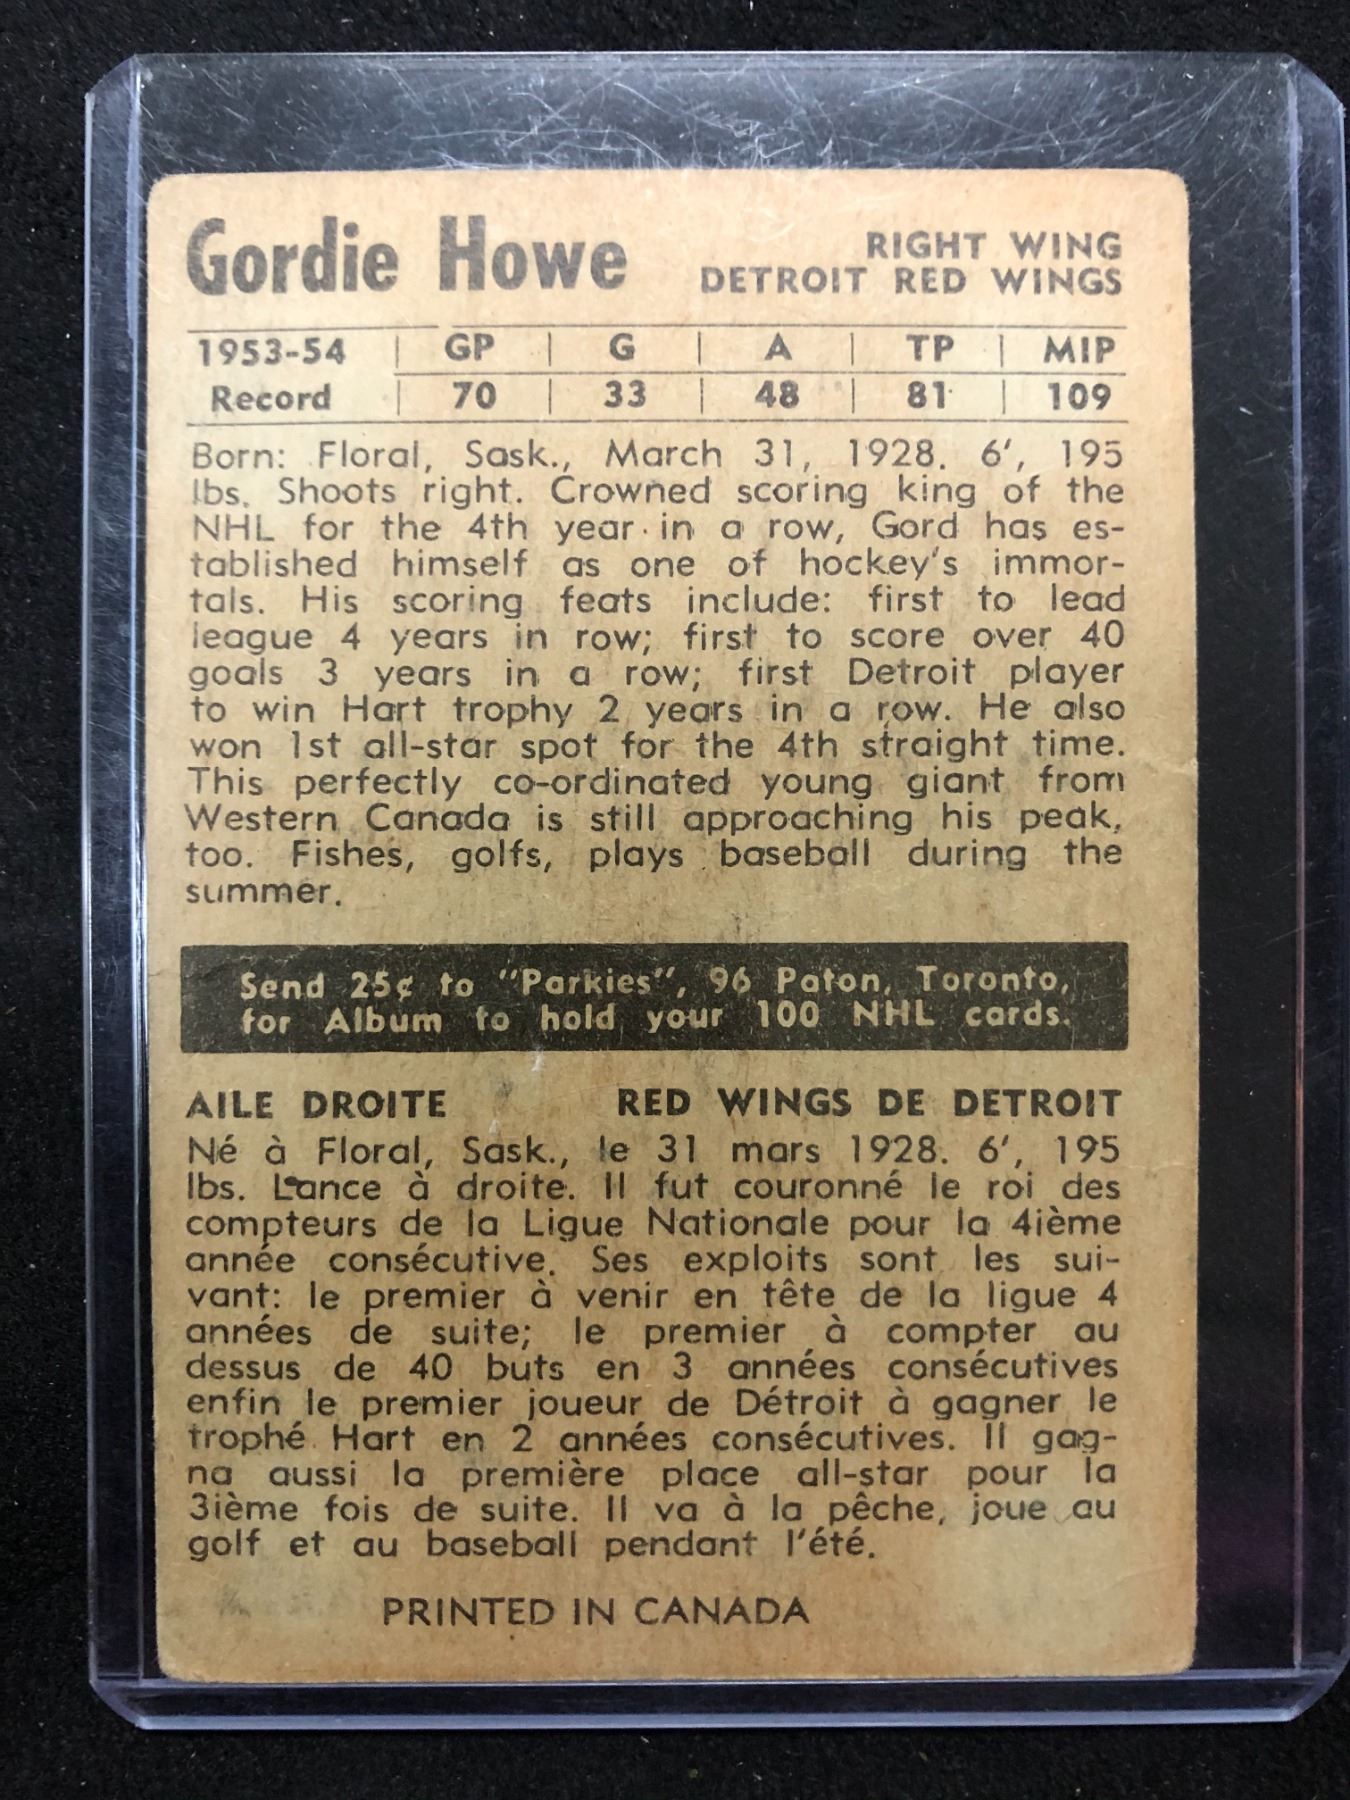 Gordie Howe
RIGHT WING
DETROIT RED WINGS
1953-54 | GP | G | A | TP | MIP
Record | 70 | 33 | 48 | 81 | 109
Born: Floral, Sask., March 31, 1928. 6', 195
lbs. Shoots right. Crowned scoring king of the
NHL for the 4th year in a row, Gord has es-
tablished himself as one of hockey's immor-
tals. His scoring feats include: first to lead
league 4 years in row; first to score over 40
goals 3 years in a row; first Detroit player
to win Hart trophy 2 years in a row. He also
won 1st all-star spot for the 4th straight time.
This perfectly co-ordinated young giant from
Western Canada is still approaching his peak,
too. Fishes, golfs, plays baseball during the
summer.
Send 25¢ to "Parkies", 96 Paton, Toronto,
for Album to hold your 100 NHL cards.
AILE DROITE RED WINGS DE DETROIT
Né à Floral, Sask., le 31 mars 1928. 6', 195
lbs. Lance à droite. Il fut couronné le roi des
compteurs de la Ligue Nationale pour la 4ième
année consécutive. Ses exploits sont les sui-
vant: le premier à venir en tête de la ligue 4
années de suite; le premier à compter au
dessus de 40 buts en 3 années consécutives
enfin le premier joueur de Détroit à gagner le
trophé Hart en 2 années consécutives. Il gag-
na aussi la première place all-star pour la
3ième fois de suite. Il va à la pêche, joue au
golf et au baseball pendant l'été.
PRINTED IN CANADA